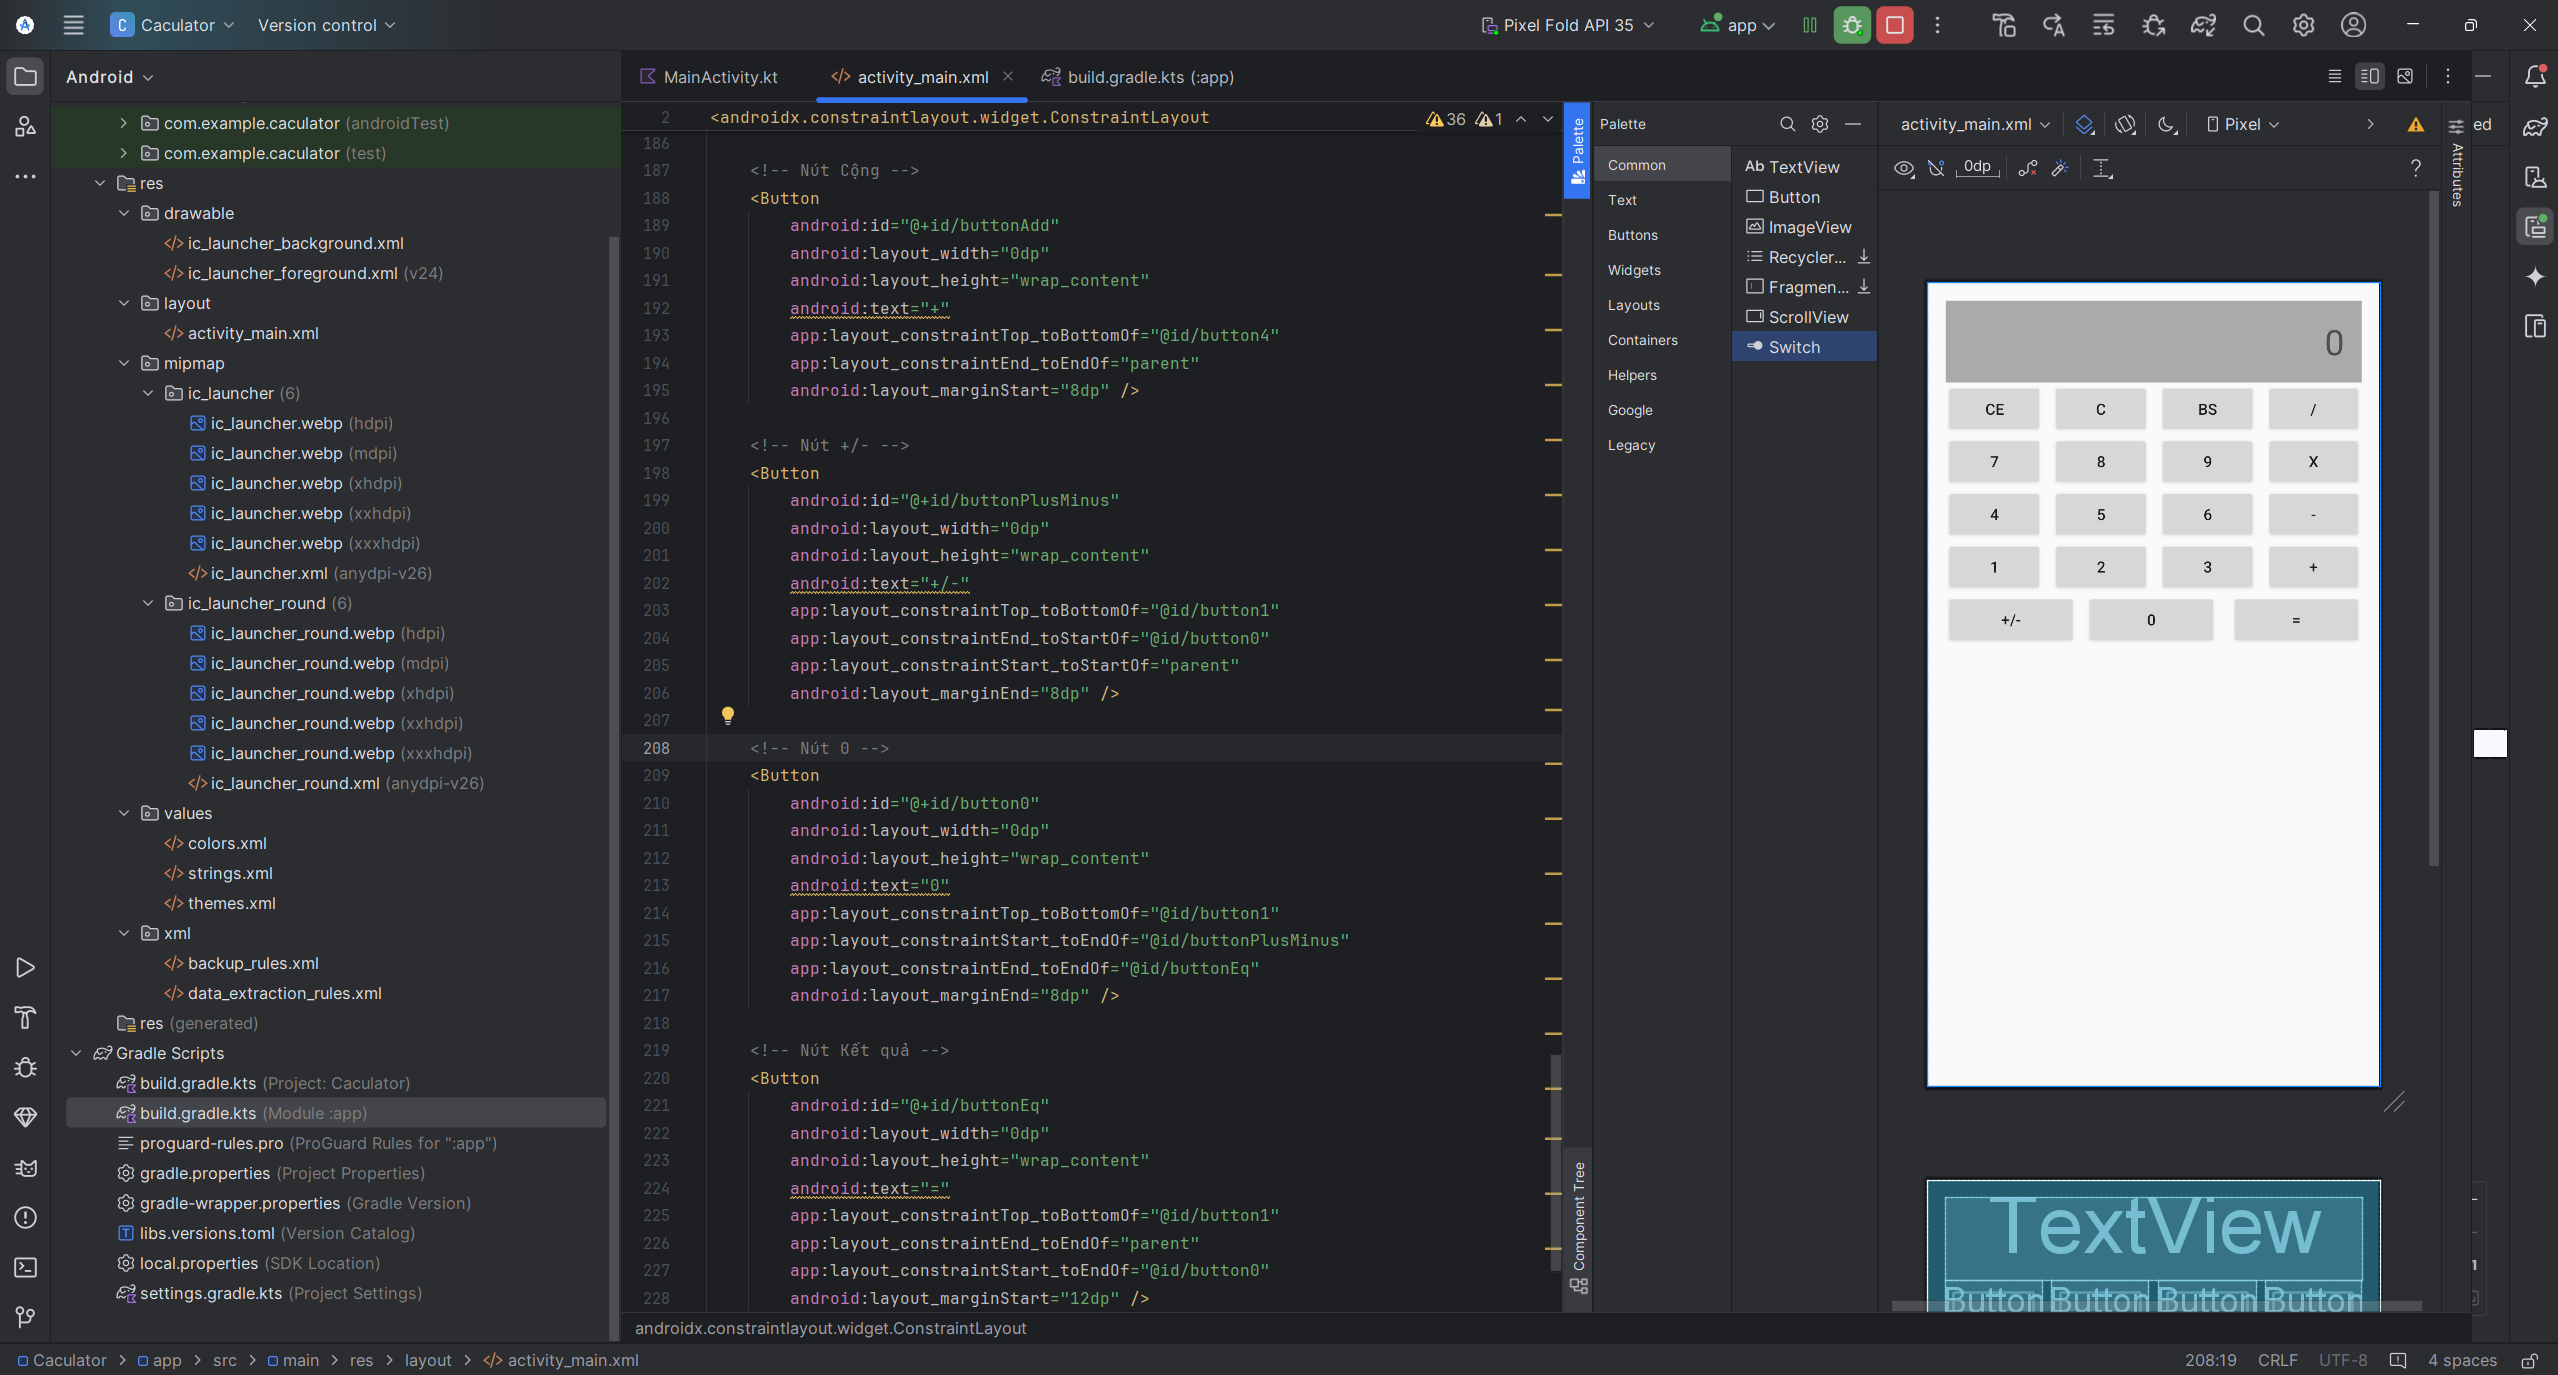 C Caculator
Version control
Pixel Fold API 35
app
Android
MainActivity.kt
activity_main.xml
build.gradle.kts (:app)
com.example.caculator (androidTest)
com.example.caculator (test)
res
drawable
ic_launcher_background.xml
ic_launcher_foreground.xml (v24)
layout
activity_main.xml
mipmap
ic_launcher (6)
ic_launcher.webp (hdpi)
ic_launcher.webp (mdpi)
ic_launcher.webp (xhdpi)
ic_launcher.webp (xxhdpi)
ic_launcher.webp (xxxhdpi)
ic_launcher.xml (anydpi-v26)
ic_launcher_round (6)
ic_launcher_round.webp (hdpi)
ic_launcher_round.webp (mdpi)
ic_launcher_round.webp (xhdpi)
ic_launcher_round.webp (xxhdpi)
ic_launcher_round.webp (xxxhdpi)
ic_launcher_round.xml (anydpi-v26)
values
colors.xml
strings.xml
themes.xml
xml
backup_rules.xml
data_extraction_rules.xml
res (generated)
Gradle Scripts
build.gradle.kts (Project: Caculator)
build.gradle.kts (Module :app)
proguard-rules.pro (ProGuard Rules for ":app")
gradle.properties (Project Properties)
gradle-wrapper.properties (Gradle Version)
libs.versions.toml (Version Catalog)
local.properties (SDK Location)
settings.gradle.kts (Project Settings)
2 <androidx.constraintlayout.widget.ConstraintLayout
36 1
186
187 <!-- Nút Cộng -->
188 <Button
189 android:id="@+id/buttonAdd"
190 android:layout_width="0dp"
191 android:layout_height="wrap_content"
192 android:text="+"
193 app:layout_constraintTop_toBottomOf="@id/button4"
194 app:layout_constraintEnd_toEndOf="parent"
195 android:layout_marginStart="8dp" />
196
197 <!-- Nút +/- -->
198 <Button
199 android:id="@+id/buttonPlusMinus"
200 android:layout_width="0dp"
201 android:layout_height="wrap_content"
202 android:text="+/-"
203 app:layout_constraintTop_toBottomOf="@id/button1"
204 app:layout_constraintEnd_toStartOf="@id/button0"
205 app:layout_constraintStart_toStartOf="parent"
206 android:layout_marginEnd="8dp" />
207
208 <!-- Nút 0 -->
209 <Button
210 android:id="@+id/button0"
211 android:layout_width="0dp"
212 android:layout_height="wrap_content"
213 android:text="0"
214 app:layout_constraintTop_toBottomOf="@id/button1"
215 app:layout_constraintStart_toEndOf="@id/buttonPlusMinus"
216 app:layout_constraintEnd_toEndOf="@id/buttonEq"
217 android:layout_marginEnd="8dp" />
218
219 <!-- Nút Kết quả -->
220 <Button
221 android:id="@+id/buttonEq"
222 android:layout_width="0dp"
223 android:layout_height="wrap_content"
224 android:text="="
225 app:layout_constraintTop_toBottomOf="@id/button1"
226 app:layout_constraintEnd_toEndOf="parent"
227 app:layout_constraintStart_toEndOf="@id/button0"
228 android:layout_marginStart="12dp" />
androidx.constraintlayout.widget.ConstraintLayout
Palette
Component Tree
Palette
Common
Text
Buttons
Widgets
Layouts
Containers
Helpers
Google
Legacy
Ab TextView
Button
ImageView
Recycler...
Fragmen...
ScrollView
Switch
activity_main.xml
Pixel
ed
0dp
?
Attributes
0
CE C BS /
7 8 9 X
4 5 6 -
1 2 3 +
+/- 0 =
TextView
Button Button Button Button
Caculator > app > src > main > res > layout > activity_main.xml
208:19 CRLF UTF-8 4 spaces